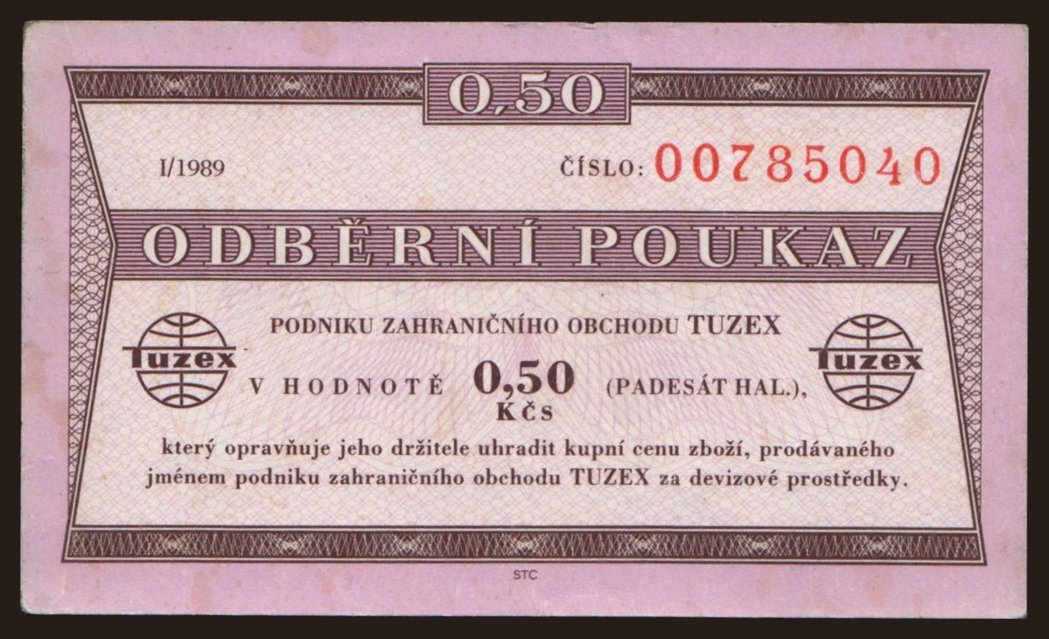 0,50
I/1989
ČÍSLO: 00785040
ODBĚRNÍ POUKAZ
PODNIKU ZAHRANIČNÍHO OBCHODU TUZEX
Tuzex
Tuzex
V HODNOTĚ 0,50 (PADESÁT HAL.),
KČS
který opravňuje jeho držitele uhradit kupní cenu zboží, prodávaného
jménem podniku zahraničního obchodu TUZEX za devizové prostředky.
STC